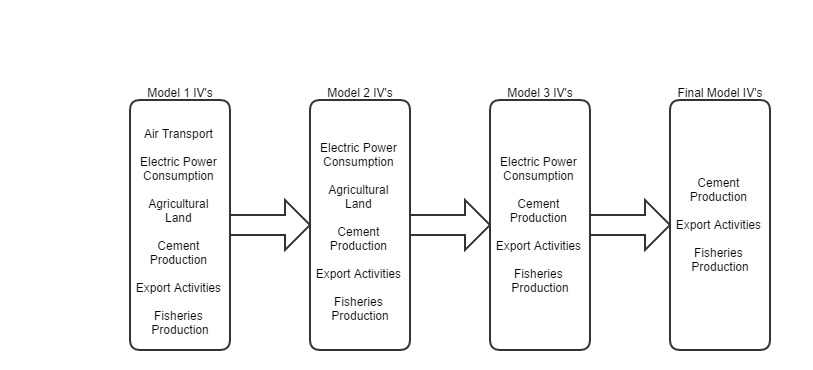 Model 1 IV's
Air Transport
Electric Power
Consumption
Agricultural
Land
Cement
Production
Export Activities
Fisheries
Production
Model 2 IV's
Electric Power
Consumption
Agricultural
Land
Cement
Production
Export Activities
Fisheries
Production
Model 3 IV's
Electric Power
Consumption
Cement
Production
Export Activities
Fisheries
Production
Final Model IV's
Cement
Production
Export Activities
Fisheries
Production